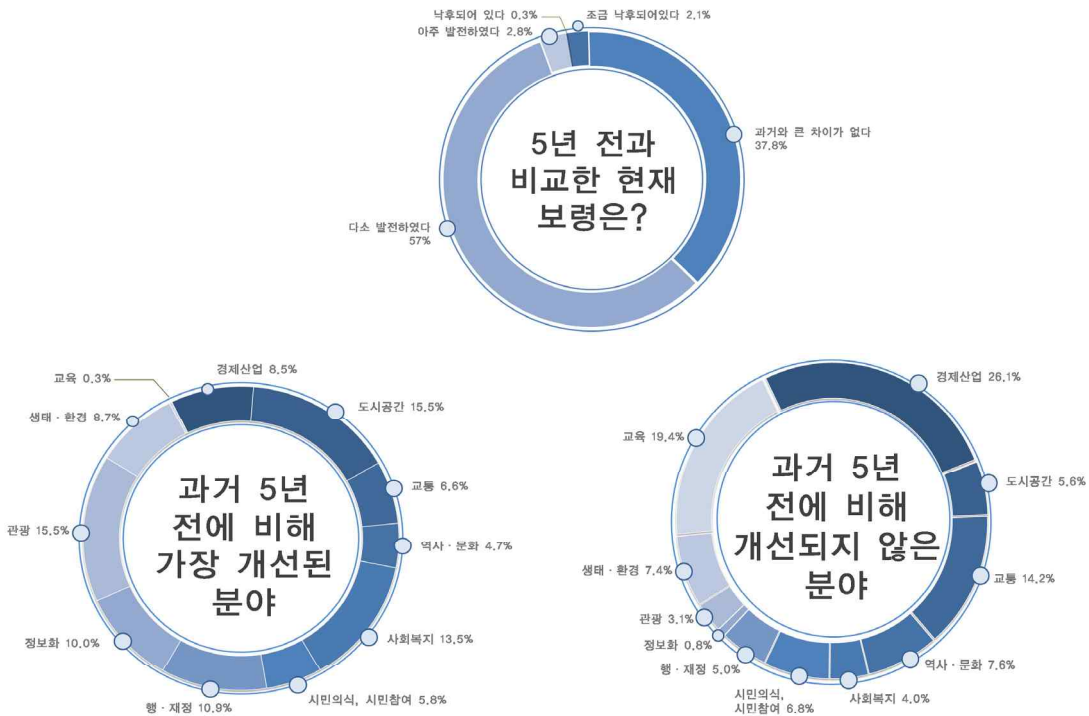 낙후되어 있다 0.3%
조금 낙후되어있다 2.1%
아주 발전하였다 2.8%
과거와 큰 차이가 없다
37.8%
다소 발전하였다
57%
5년 전과
비교한 현재
보령은?
교육 0.3%
경제산업 8.5%
도시공간 15.5%
생태·환경 8.7%
교통 6.6%
관광 15.5%
역사·문화 4.7%
사회복지 13.5%
정보화 10.0%
시민의식, 시민참여 5.8%
행·재정 10.9%
과거 5년
전에 비해
가장 개선된
분야
경제산업 26.1%
교육 19.4%
도시공간 5.6%
생태·환경 7.4%
교통 14.2%
관광 3.1%
정보화 0.8%
행·재정 5.0%
역사·문화 7.6%
시민의식,
시민참여 6.8%
사회복지 4.0%
과거 5년
전에 비해
개선되지 않은
분야